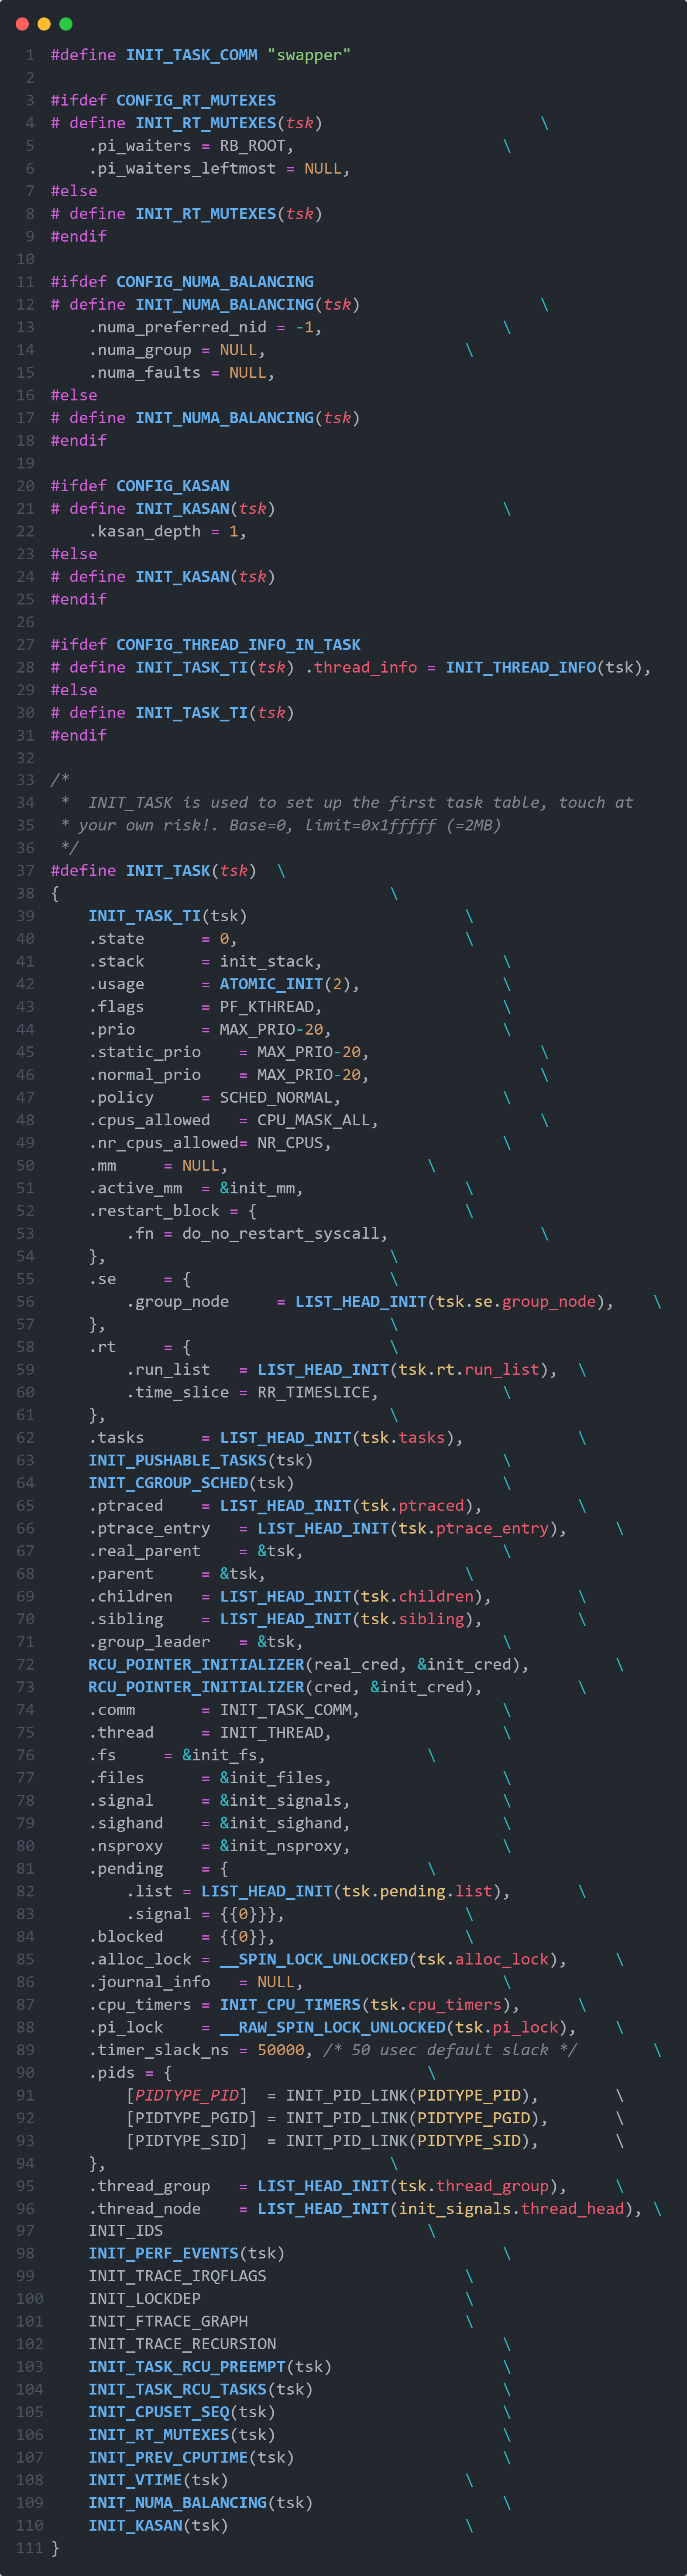 1 #define INIT_TASK_COMM "swapper"
2
3 #ifdef CONFIG_RT_MUTEXES
4 # define INIT_RT_MUTEXES(tsk) \
5 .pi_waiters = RB_ROOT, \
6 .pi_waiters_leftmost = NULL,
7 #else
8 # define INIT_RT_MUTEXES(tsk)
9 #endif
10
11 #ifdef CONFIG_NUMA_BALANCING
12 # define INIT_NUMA_BALANCING(tsk) \
13 .numa_preferred_nid = -1, \
14 .numa_group = NULL, \
15 .numa_faults = NULL,
16 #else
17 # define INIT_NUMA_BALANCING(tsk)
18 #endif
19
20 #ifdef CONFIG_KASAN
21 # define INIT_KASAN(tsk) \
22 .kasan_depth = 1,
23 #else
24 # define INIT_KASAN(tsk)
25 #endif
26
27 #ifdef CONFIG_THREAD_INFO_IN_TASK
28 # define INIT_TASK_TI(tsk) .thread_info = INIT_THREAD_INFO(tsk),
29 #else
30 # define INIT_TASK_TI(tsk)
31 #endif
32
33 /*
34 *  INIT_TASK is used to set up the first task table, touch at
35 * your own risk!. Base=0, limit=0x1fffff (=2MB)
36 */
37 #define INIT_TASK(tsk) \
38 { \
39 INIT_TASK_TI(tsk) \
40 .state = 0, \
41 .stack = init_stack, \
42 .usage = ATOMIC_INIT(2), \
43 .flags = PF_KTHREAD, \
44 .prio = MAX_PRIO-20, \
45 .static_prio = MAX_PRIO-20, \
46 .normal_prio = MAX_PRIO-20, \
47 .policy = SCHED_NORMAL, \
48 .cpus_allowed = CPU_MASK_ALL, \
49 .nr_cpus_allowed= NR_CPUS, \
50 .mm = NULL, \
51 .active_mm = &init_mm, \
52 .restart_block = { \
53 .fn = do_no_restart_syscall, \
54 }, \
55 .se = { \
56 .group_node = LIST_HEAD_INIT(tsk.se.group_node), \
57 }, \
58 .rt = { \
59 .run_list = LIST_HEAD_INIT(tsk.rt.run_list), \
60 .time_slice = RR_TIMESLICE, \
61 }, \
62 .tasks = LIST_HEAD_INIT(tsk.tasks), \
63 INIT_PUSHABLE_TASKS(tsk) \
64 INIT_CGROUP_SCHED(tsk) \
65 .ptraced = LIST_HEAD_INIT(tsk.ptraced), \
66 .ptrace_entry = LIST_HEAD_INIT(tsk.ptrace_entry), \
67 .real_parent = &tsk, \
68 .parent = &tsk, \
69 .children = LIST_HEAD_INIT(tsk.children), \
70 .sibling = LIST_HEAD_INIT(tsk.sibling), \
71 .group_leader = &tsk, \
72 RCU_POINTER_INITIALIZER(real_cred, &init_cred), \
73 RCU_POINTER_INITIALIZER(cred, &init_cred), \
74 .comm = INIT_TASK_COMM, \
75 .thread = INIT_THREAD, \
76 .fs = &init_fs, \
77 .files = &init_files, \
78 .signal = &init_signals, \
79 .sighand = &init_sighand, \
80 .nsproxy = &init_nsproxy, \
81 .pending = { \
82 .list = LIST_HEAD_INIT(tsk.pending.list), \
83 .signal = {{0}}}, \
84 .blocked = {{0}}, \
85 .alloc_lock = __SPIN_LOCK_UNLOCKED(tsk.alloc_lock), \
86 .journal_info = NULL, \
87 .cpu_timers = INIT_CPU_TIMERS(tsk.cpu_timers), \
88 .pi_lock = __RAW_SPIN_LOCK_UNLOCKED(tsk.pi_lock), \
89 .timer_slack_ns = 50000, /* 50 usec default slack */ \
90 .pids = { \
91 [PIDTYPE_PID] = INIT_PID_LINK(PIDTYPE_PID), \
92 [PIDTYPE_PGID] = INIT_PID_LINK(PIDTYPE_PGID), \
93 [PIDTYPE_SID] = INIT_PID_LINK(PIDTYPE_SID), \
94 }, \
95 .thread_group = LIST_HEAD_INIT(tsk.thread_group), \
96 .thread_node = LIST_HEAD_INIT(init_signals.thread_head), \
97 INIT_IDS \
98 INIT_PERF_EVENTS(tsk) \
99 INIT_TRACE_IRQFLAGS \
100 INIT_LOCKDEP \
101 INIT_FTRACE_GRAPH \
102 INIT_TRACE_RECURSION \
103 INIT_TASK_RCU_PREEMPT(tsk) \
104 INIT_TASK_RCU_TASKS(tsk) \
105 INIT_CPUSET_SEQ(tsk) \
106 INIT_RT_MUTEXES(tsk) \
107 INIT_PREV_CPUTIME(tsk) \
108 INIT_VTIME(tsk) \
109 INIT_NUMA_BALANCING(tsk) \
110 INIT_KASAN(tsk) \
111 }